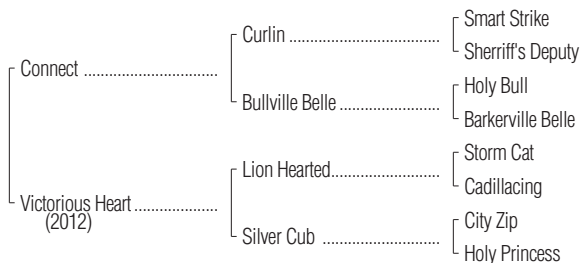 Smart Strike
Curlin ........................................
Sherriff's Deputy
Connect ...................................
Holy Bull
Bullville Belle ............................
Barkerville Belle
Storm Cat
Lion Hearted.............................
Cadillacing
Victorious Heart .....................
(2012)
City Zip
Silver Cub ................................
Holy Princess